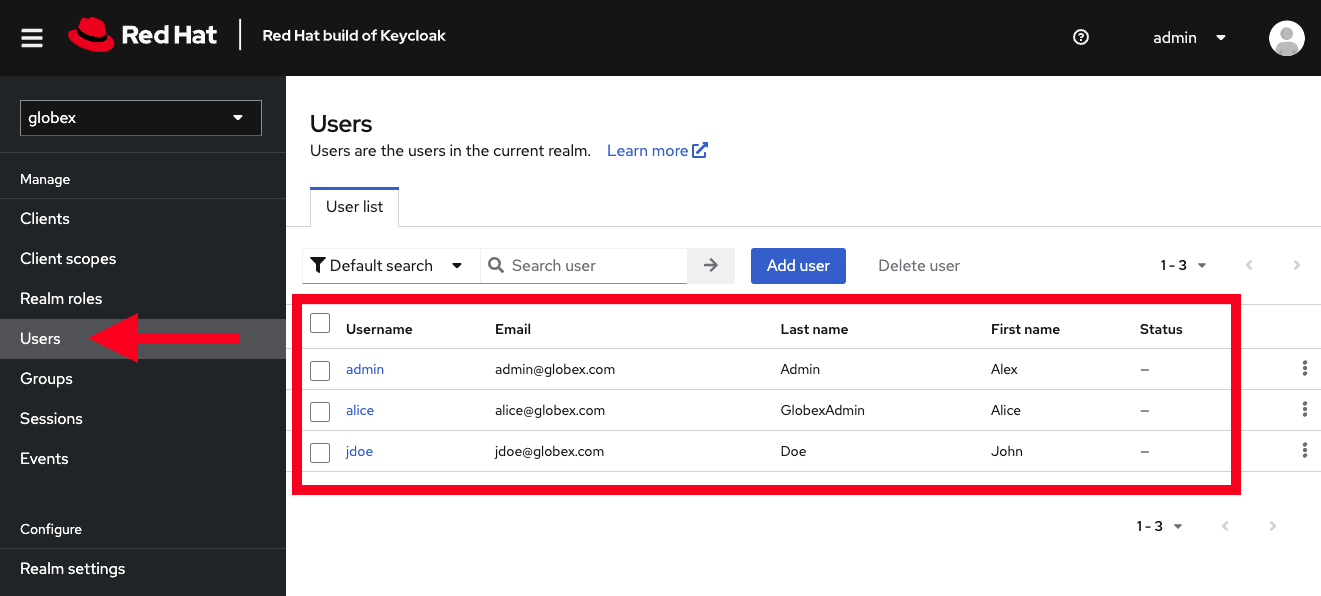 Red Hat Red Hat build of Keycloak admin
globex
Manage
Clients
Client scopes
Realm roles
Users
Groups
Sessions
Events
Configure
Realm settings
Users
Users are the users in the current realm. Learn more
User list
Default search Search user Add user Delete user 1 - 3
Username Email Last name First name Status
admin admin@globex.com Admin Alex –
alice alice@globex.com GlobexAdmin Alice –
jdoe jdoe@globex.com Doe John –
1 - 3